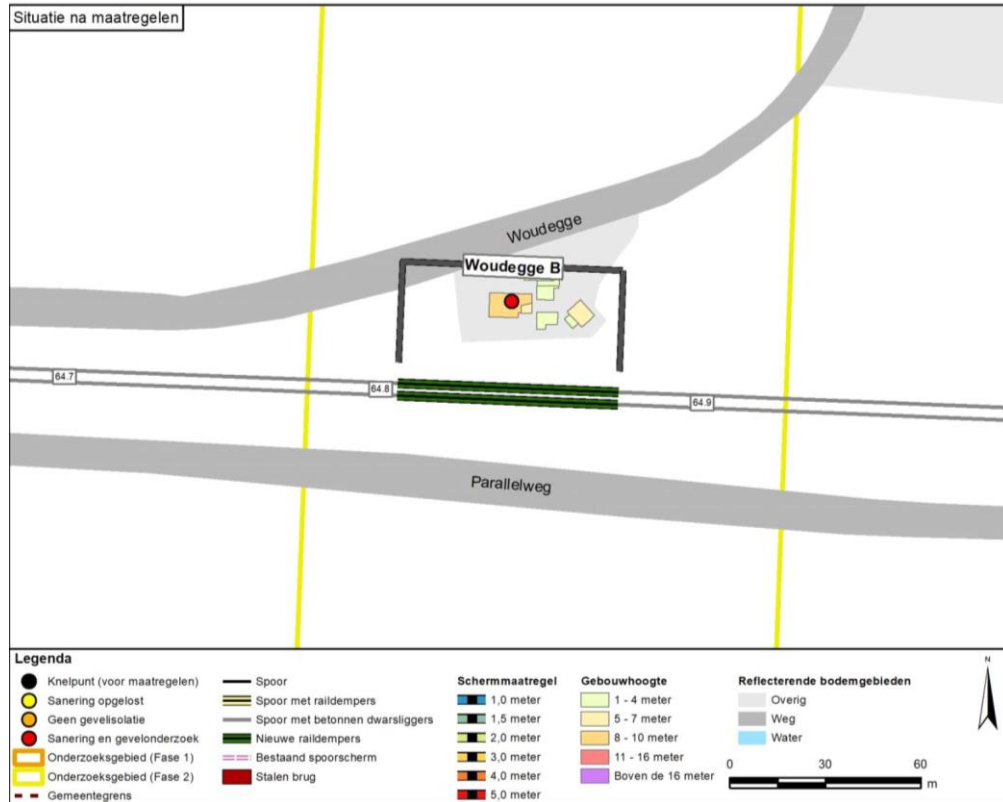 Situatie na maatregelen
Woudegge
Woudegge B
64.7
64.8
64.9
Parallelweg
Legenda
Knelpunt (voor maatregelen)
Sanering opgelost
Geen gevelisolatie
Sanering en gevelonderzoek
Onderzoeksgebied (Fase 1)
Onderzoeksgebied (Fase 2)
Gemeentegrens
Spoor
Spoor met raildempers
Spoor met betonnen dwarsliggers
Nieuwe raildempers
Bestaand spoorscherm
Stalen brug
Schermmaatregel
1,0 meter
1,5 meter
2,0 meter
3,0 meter
4,0 meter
5,0 meter
Gebouwhoogte
1 - 4 meter
5 - 7 meter
8 - 10 meter
11 - 16 meter
Boven de 16 meter
Reflecterende bodemgebieden
Overig
Weg
Water
N
0 30 60
m